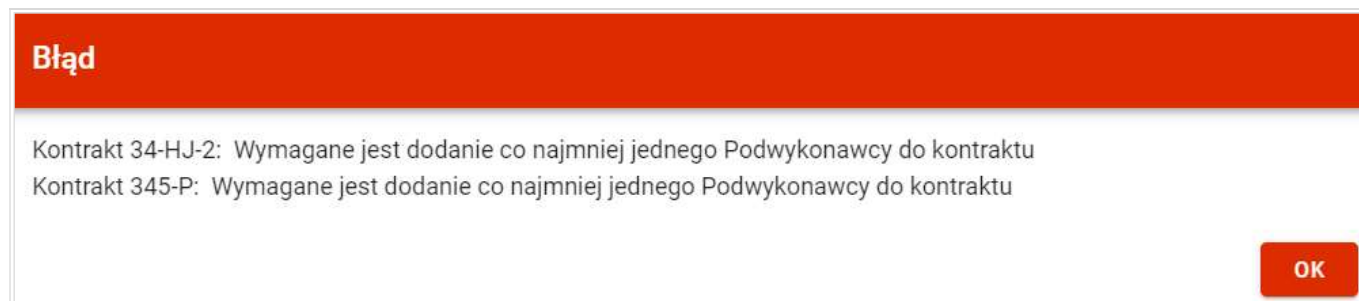 Błąd
Kontrakt 34-HJ-2:  Wymagane jest dodanie co najmniej jednego Podwykonawcy do kontraktu
Kontrakt 345-P:  Wymagane jest dodanie co najmniej jednego Podwykonawcy do kontraktu
OK